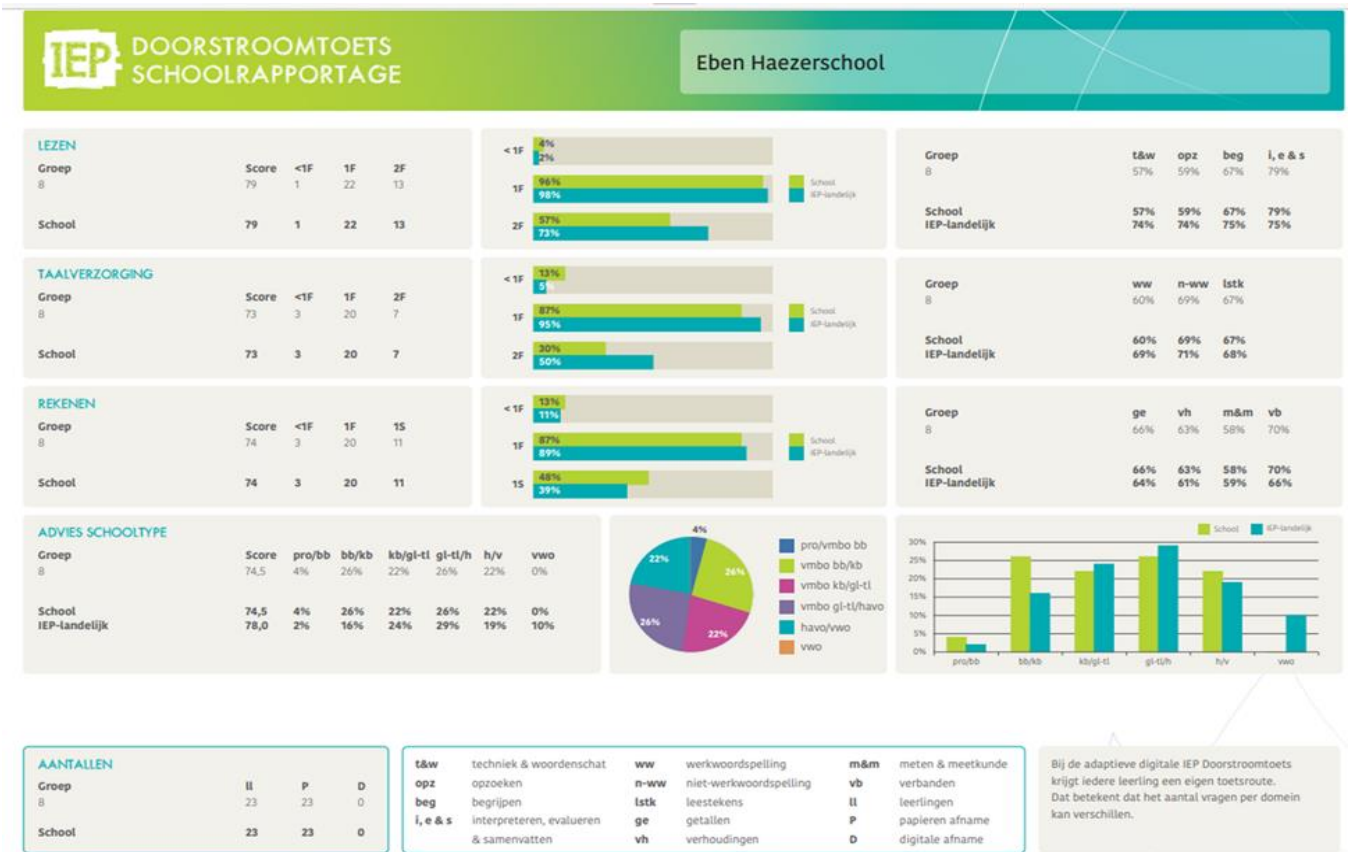 IEP DOORSTROOMTOETS
SCHOOLRAPPORTAGE
Eben Haezerschool
LEZEN
Groep Score <1F 1F 2F
8 79 1 22 13
School 79 1 22 13
< 1F 4%
2%
1F 96%
98%
2F 57%
73%
School
IEP-landelijk
Groep t&w opz beg i, e & s
8 57% 59% 67% 79%
School 57% 59% 67% 79%
IEP-landelijk 74% 74% 75% 75%
TAALVERZORGING
Groep Score <1F 1F 2F
8 73 3 20 7
School 73 3 20 7
< 1F 13%
5%
1F 87%
95%
2F 30%
50%
School
IEP-landelijk
Groep ww n-ww lstk
8 60% 69% 67%
School 60% 69% 67%
IEP-landelijk 69% 71% 68%
REKENEN
Groep Score <1F 1F 1S
8 74 3 20 11
School 74 3 20 11
< 1F 13%
11%
1F 87%
89%
1S 48%
39%
School
IEP-landelijk
Groep ge vh m&m vb
8 66% 63% 58% 70%
School 66% 63% 58% 70%
IEP-landelijk 64% 61% 59% 66%
ADVIES SCHOOLTYPE
Groep Score pro/bb bb/kb kb/gl-tl gl-tl/h h/v vwo
8 74,5 4% 26% 22% 26% 22% 0%
School 74,5 4% 26% 22% 26% 22% 0%
IEP-landelijk 78,0 2% 16% 24% 29% 19% 10%
4%
22%
26%
26%
22%
pro/vmbo bb
vmbo bb/kb
vmbo kb/gl-tl
vmbo gl-tl/havo
havo/vwo
vwo
School IEP-landelijk
30%
25%
20%
15%
10%
5%
0%
pro/bb bb/kb kb/gl-tl gl-tl/h h/v vwo
AANTALLEN
Groep ll P D
8 23 23 0
School 23 23 0
t&w techniek & woordenschat ww werkwoordspelling m&m meten & meetkunde
opz opzoeken n-ww niet-werkwoordspelling vb verbanden
beg begrijpen lstk leestekens ll leerlingen
i, e & s interpreteren, evalueren ge getallen P papieren afname
& samenvatten vh verhoudingen D digitale afname
Bij de adaptieve digitale IEP Doorstroomtoets
krijgt iedere leerling een eigen toetsroute.
Dat betekent dat het aantal vragen per domein
kan verschillen.